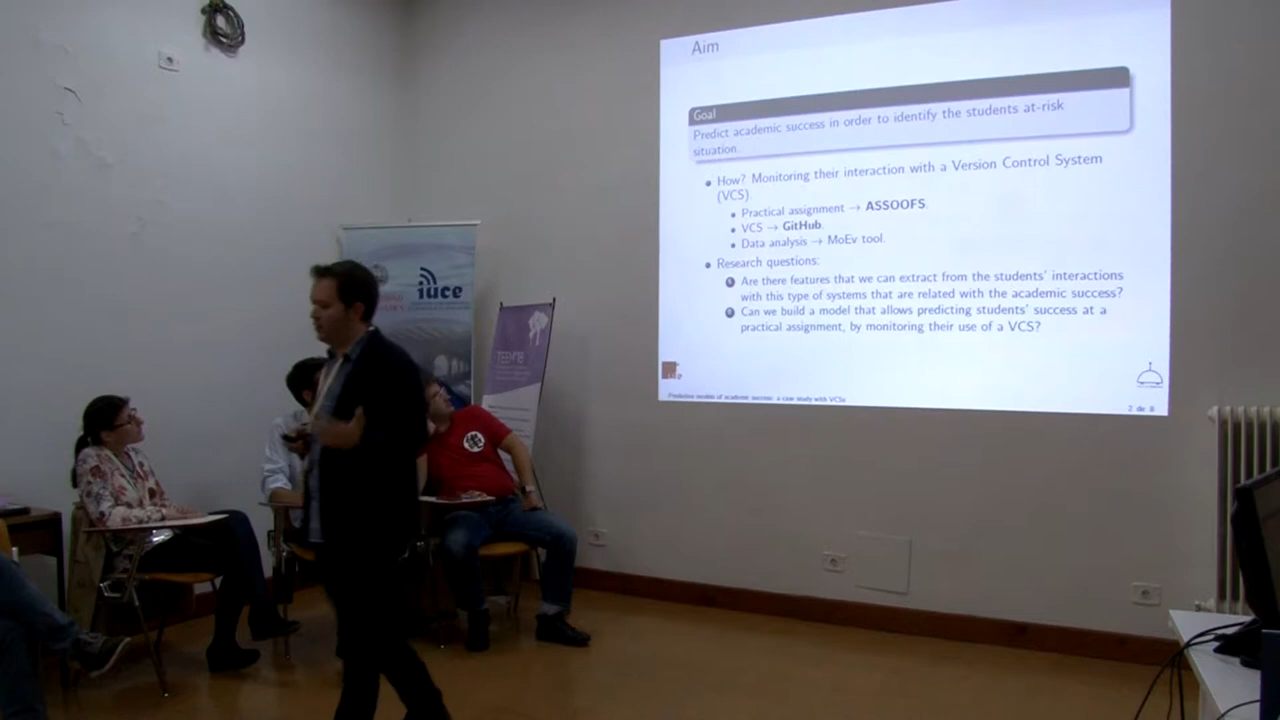 Aim
Goal
Predict academic success in order to identify the students at-risk
situation.
How? Monitoring their interaction with a Version Control System
(VCS).
Practical assignment → ASSOOFS.
VCS → GitHub.
Data analysis → MoEv tool.
Research questions:
Are there features that we can extract from the students' interactions
with this type of systems that are related with the academic success?
Can we build a model that allows predicting students' success at a
practical assignment, by monitoring their use of a VCS?
Predictive models of academic success: a case study with VCSs
2 de 8
iuce
TEEM'18